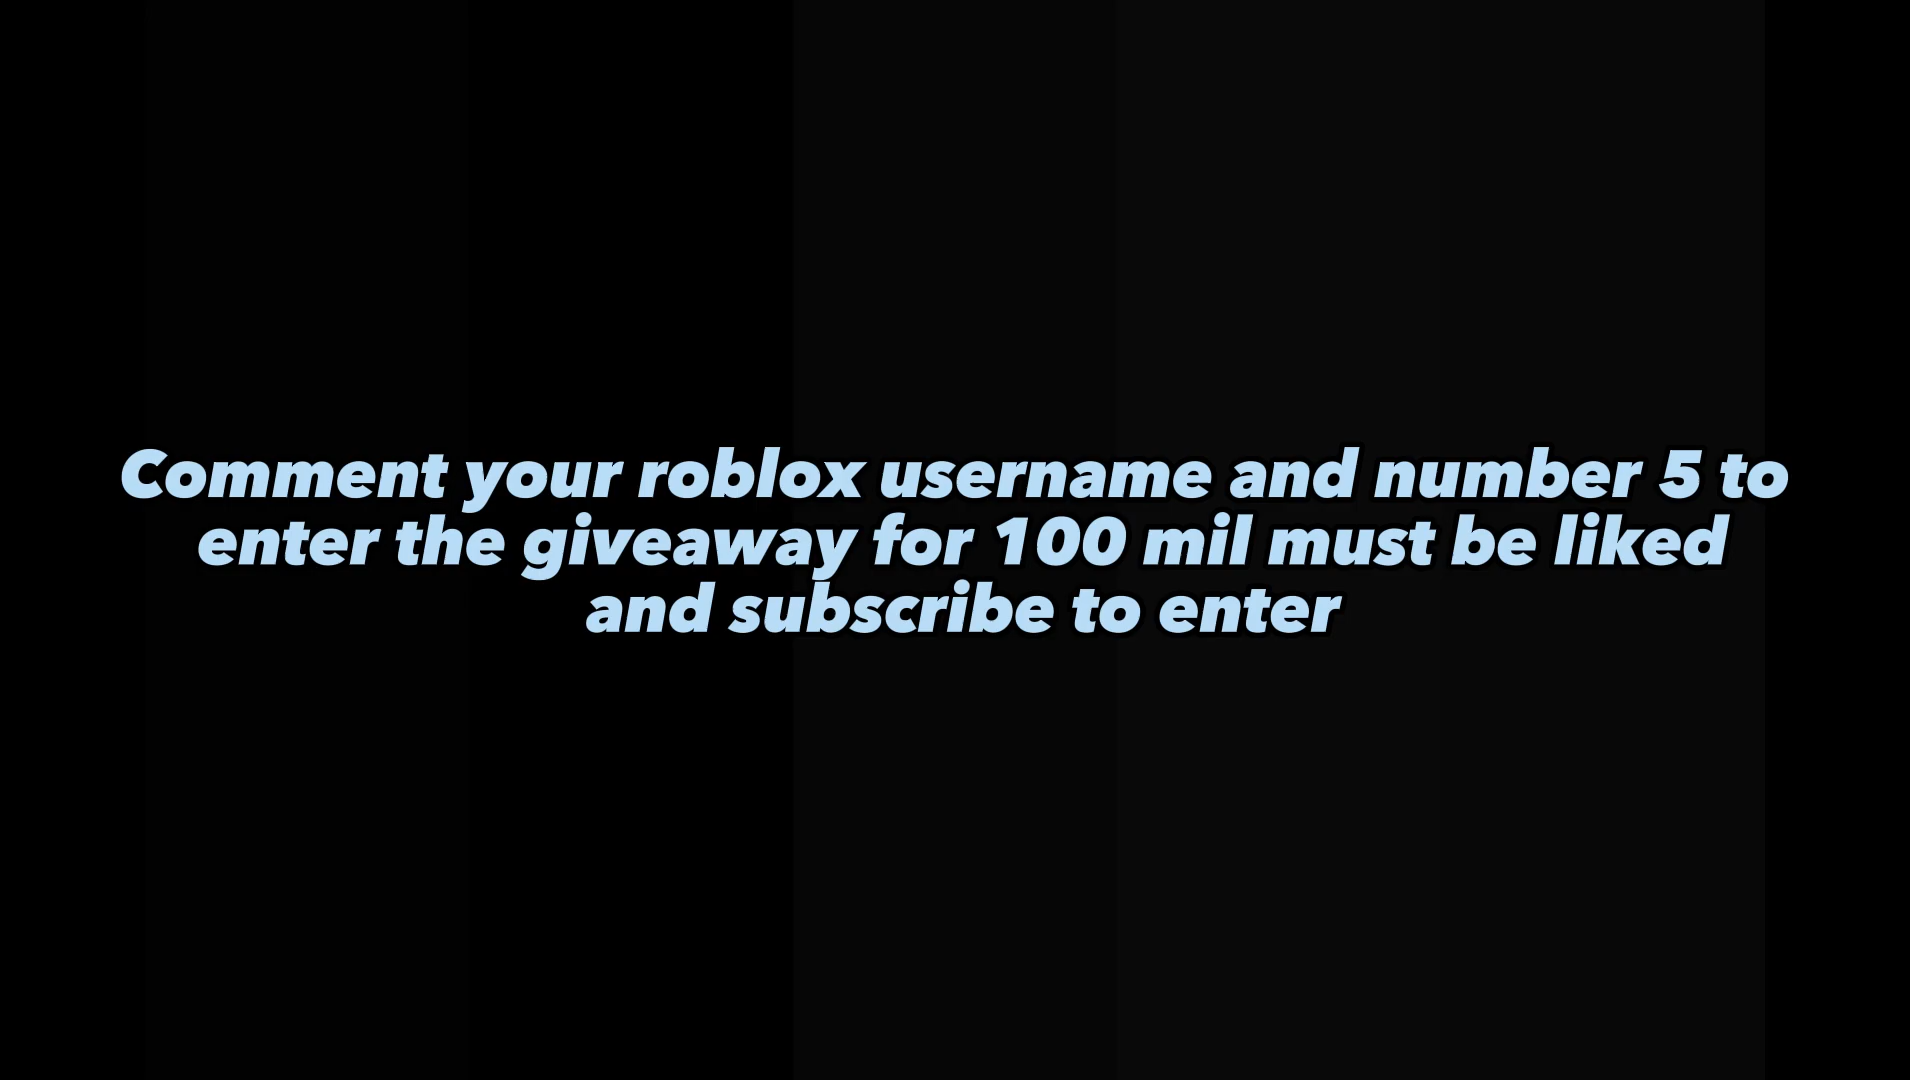 Comment your roblox username and number 5 to
enter the giveaway for 100 mil must be liked
and subscribe to enter